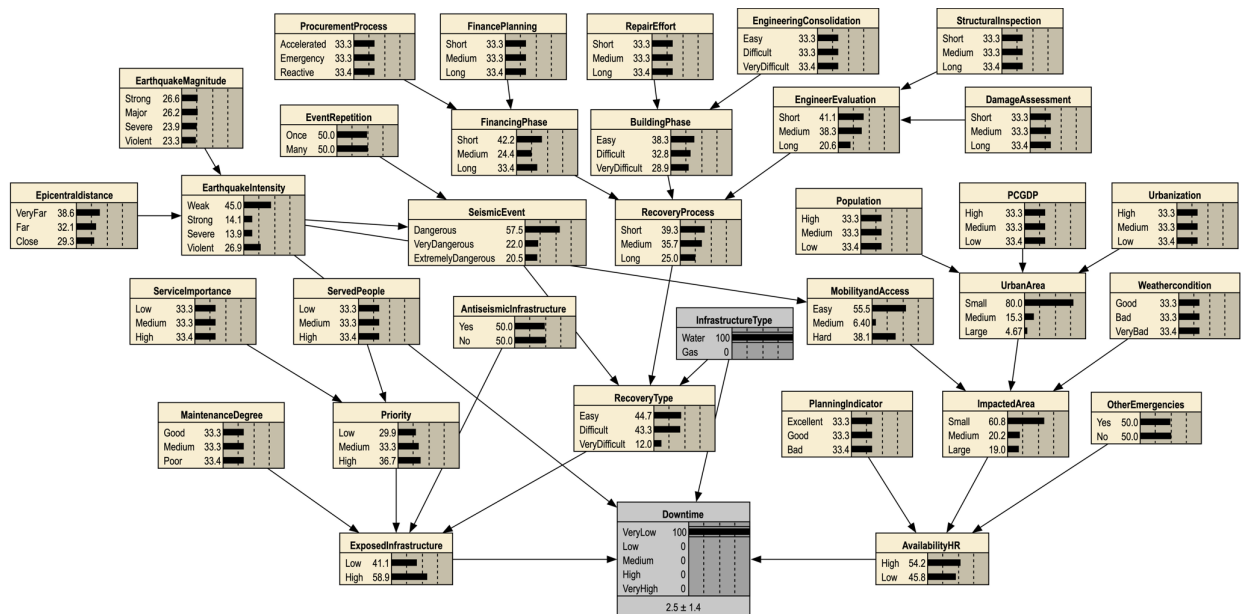 ProcurementProcess
Accelerated 33.3
Emergency 33.3
Reactive 33.4
FinancePlanning
Short 33.3
Medium 33.3
Long 33.4
RepairEffort
Short 33.3
Medium 33.3
Long 33.4
EngineeringConsolidation
Easy 33.3
Difficult 33.3
VeryDifficult 33.4
StructuralInspection
Short 33.3
Medium 33.3
Long 33.4
EarthquakeMagnitude
Strong 26.6
Major 26.2
Severe 23.9
Violent 23.3
EventRepetition
Once 50.0
Many 50.0
FinancingPhase
Short 42.2
Medium 24.4
Long 33.4
BuildingPhase
Easy 38.3
Difficult 32.8
VeryDifficult 28.9
EngineerEvaluation
Short 41.1
Medium 38.3
Long 20.6
DamageAssessment
Short 33.3
Medium 33.3
Long 33.4
Epicentraldistance
VeryFar 38.6
Far 32.1
Close 29.3
EarthquakeIntensity
Weak 45.0
Strong 14.1
Severe 13.9
Violent 26.9
SeismicEvent
Dangerous 57.5
VeryDangerous 22.0
ExtremelyDangerous 20.5
RecoveryProcess
Short 39.3
Medium 35.7
Long 25.0
Population
High 33.3
Medium 33.3
Low 33.4
PCGDP
High 33.3
Medium 33.3
Low 33.4
Urbanization
High 33.3
Medium 33.3
Low 33.4
ServiceImportance
Low 33.3
Medium 33.3
High 33.4
ServedPeople
Low 33.3
Medium 33.3
High 33.4
AntiseismicInfrastructure
Yes 50.0
No 50.0
InfrastructureType
Water 100
Gas 0
MobilityandAccess
Easy 55.5
Medium 6.40
Hard 38.1
UrbanArea
Small 80.0
Medium 15.3
Large 4.67
Weathercondition
Good 33.3
Bad 33.3
VeryBad 33.4
MaintenanceDegree
Good 33.3
Medium 33.3
Poor 33.4
Priority
Low 29.9
Medium 33.3
High 36.7
RecoveryType
Easy 44.7
Difficult 43.3
VeryDifficult 12.0
PlanningIndicator
Excellent 33.3
Good 33.3
Bad 33.4
ImpactedArea
Small 60.8
Medium 20.2
Large 19.0
OtherEmergencies
Yes 50.0
No 50.0
ExposedInfrastructure
Low 41.1
High 58.9
Downtime
VeryLow 100
Low 0
Medium 0
High 0
VeryHigh 0
2.5 ± 1.4
AvailabilityHR
High 54.2
Low 45.8